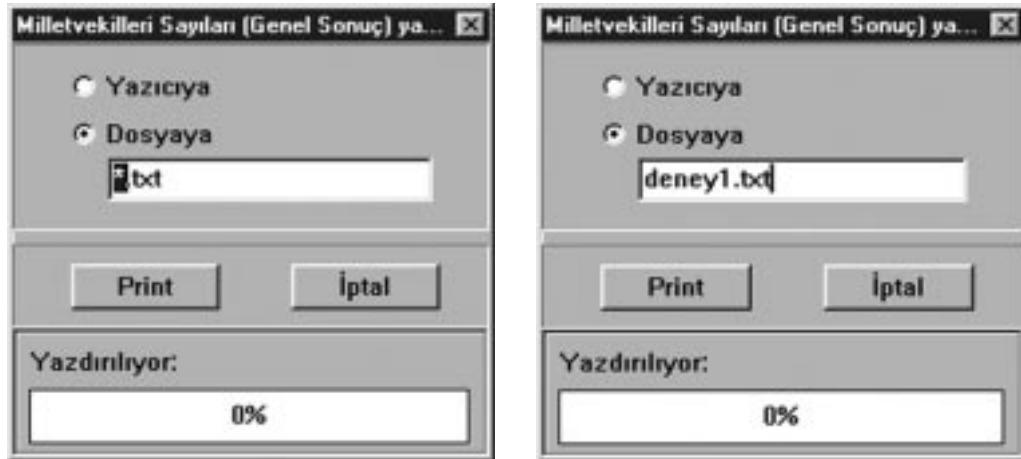 Milletvekilleri Sayıları (Genel Sonuç) ya...
Yazıcıya
Dosyaya
*.txt
Print
İptal
Yazdırılıyor:
0%
Milletvekilleri Sayıları (Genel Sonuç) ya...
Yazıcıya
Dosyaya
deney1.txt
Print
İptal
Yazdırılıyor:
0%